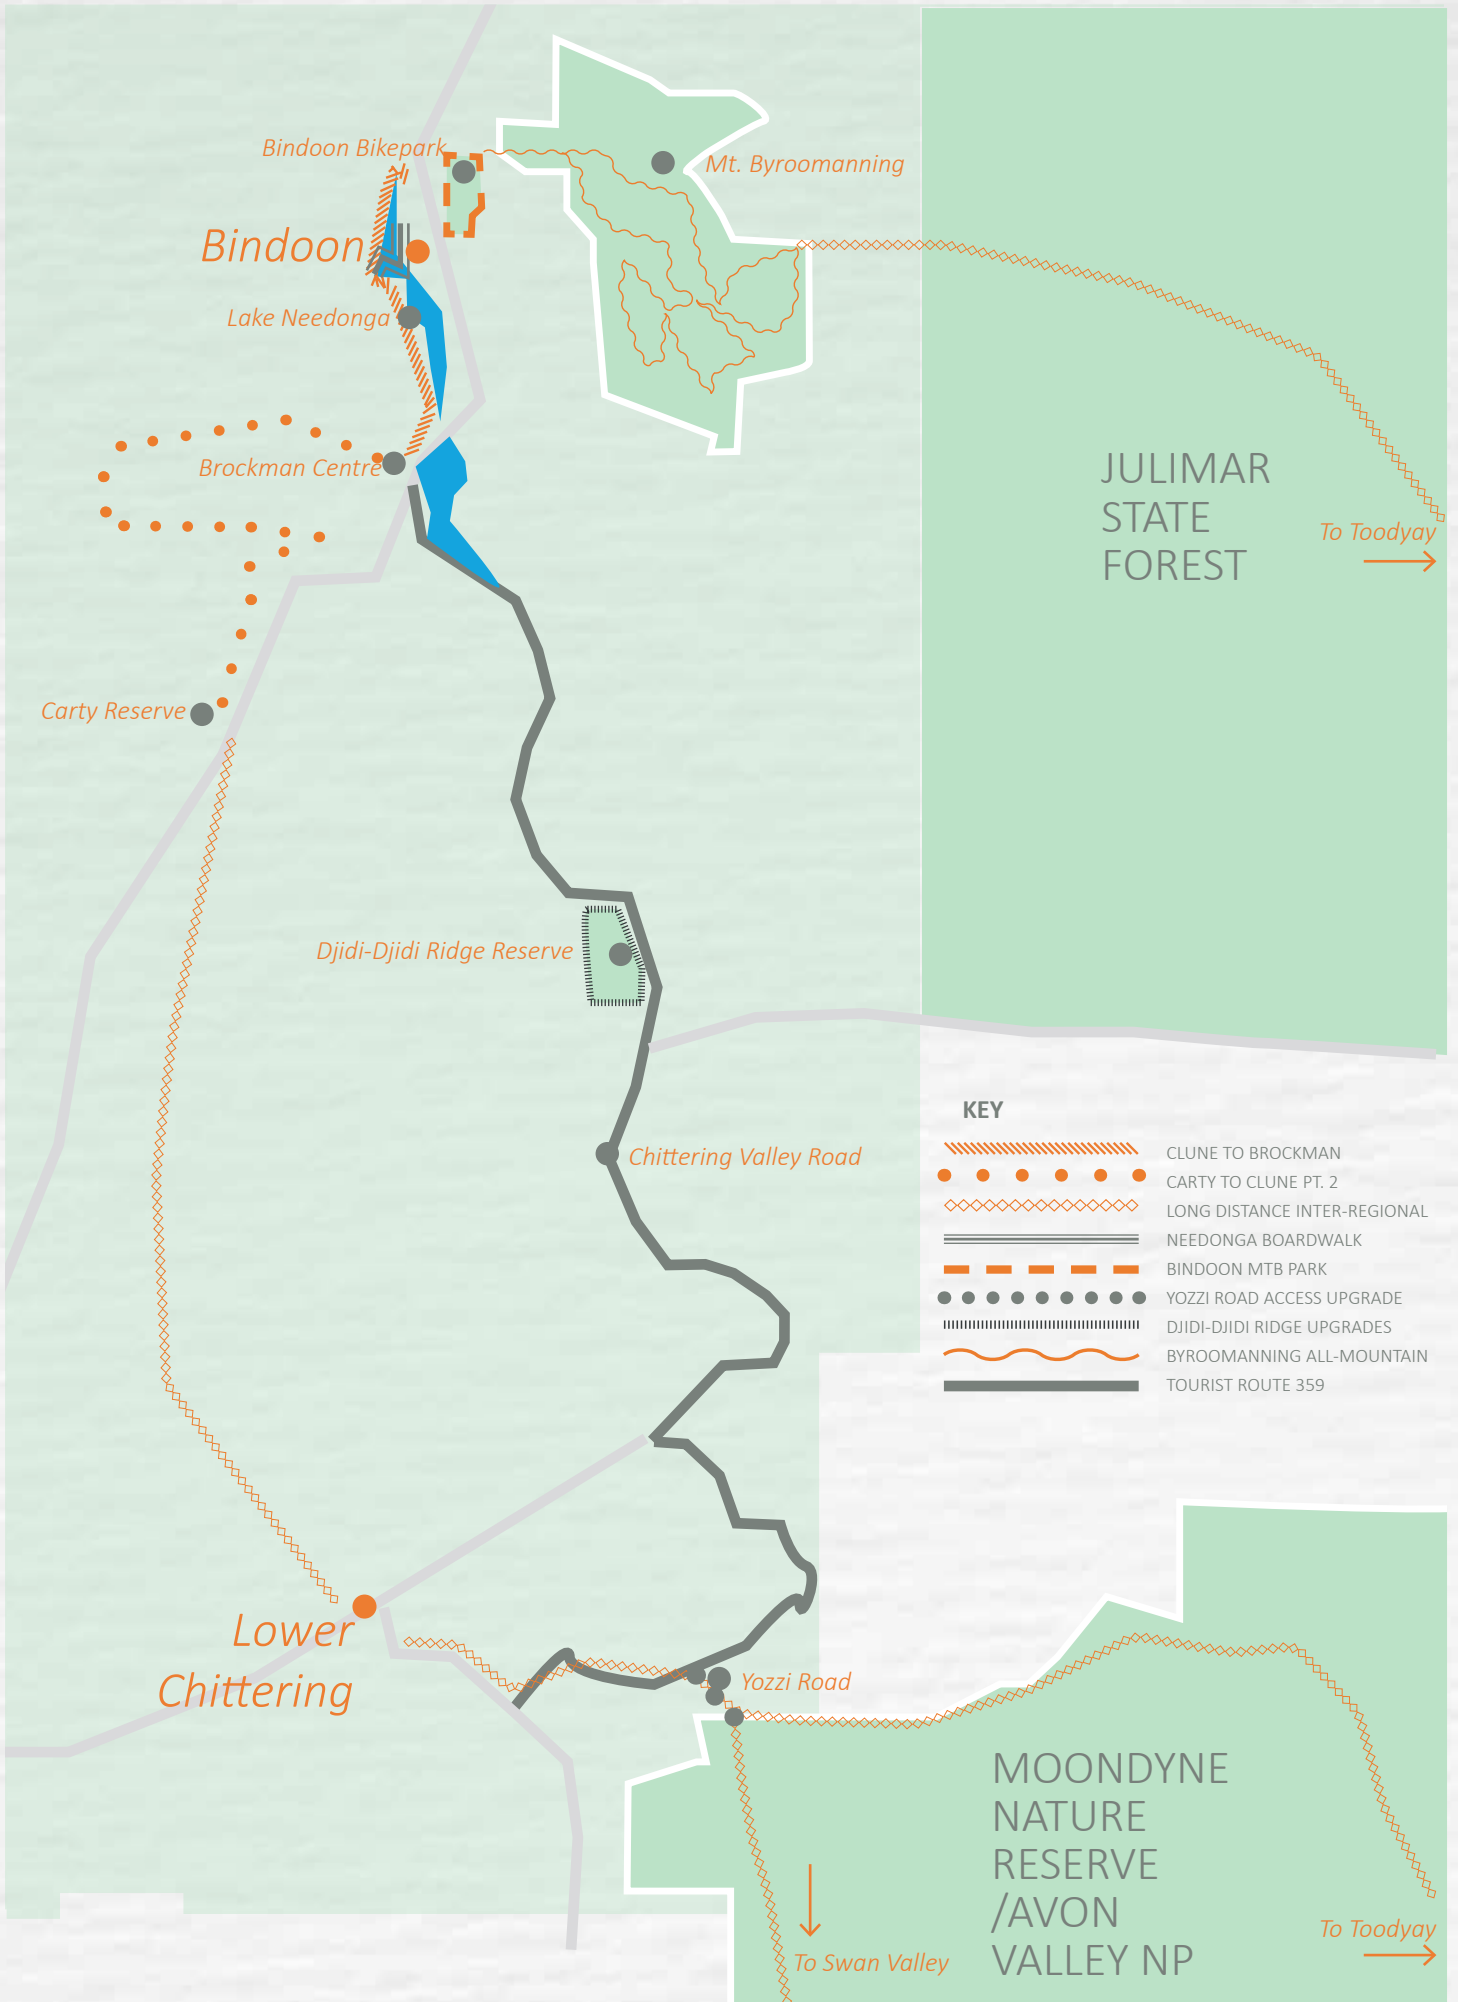 Bindoon Bikepark
Mt. Byroomanning
Bindoon
Lake Needonga
Brockman Centre
JULIMAR
STATE
FOREST
To Toodyay
Carty Reserve
Djidi-Djidi Ridge Reserve
Chittering Valley Road
KEY
CLUNE TO BROCKMAN
CARTY TO CLUNE PT. 2
LONG DISTANCE INTER-REGIONAL
NEEDONGA BOARDWALK
BINDOON MTB PARK
YOZZI ROAD ACCESS UPGRADE
DJIDI-DJIDI RIDGE UPGRADES
BYROOMANNING ALL-MOUNTAIN
TOURIST ROUTE 359
Lower
Chittering
Yozzi Road
MOONDYNE
NATURE
RESERVE
/AVON
VALLEY NP
To Toodyay
To Swan Valley